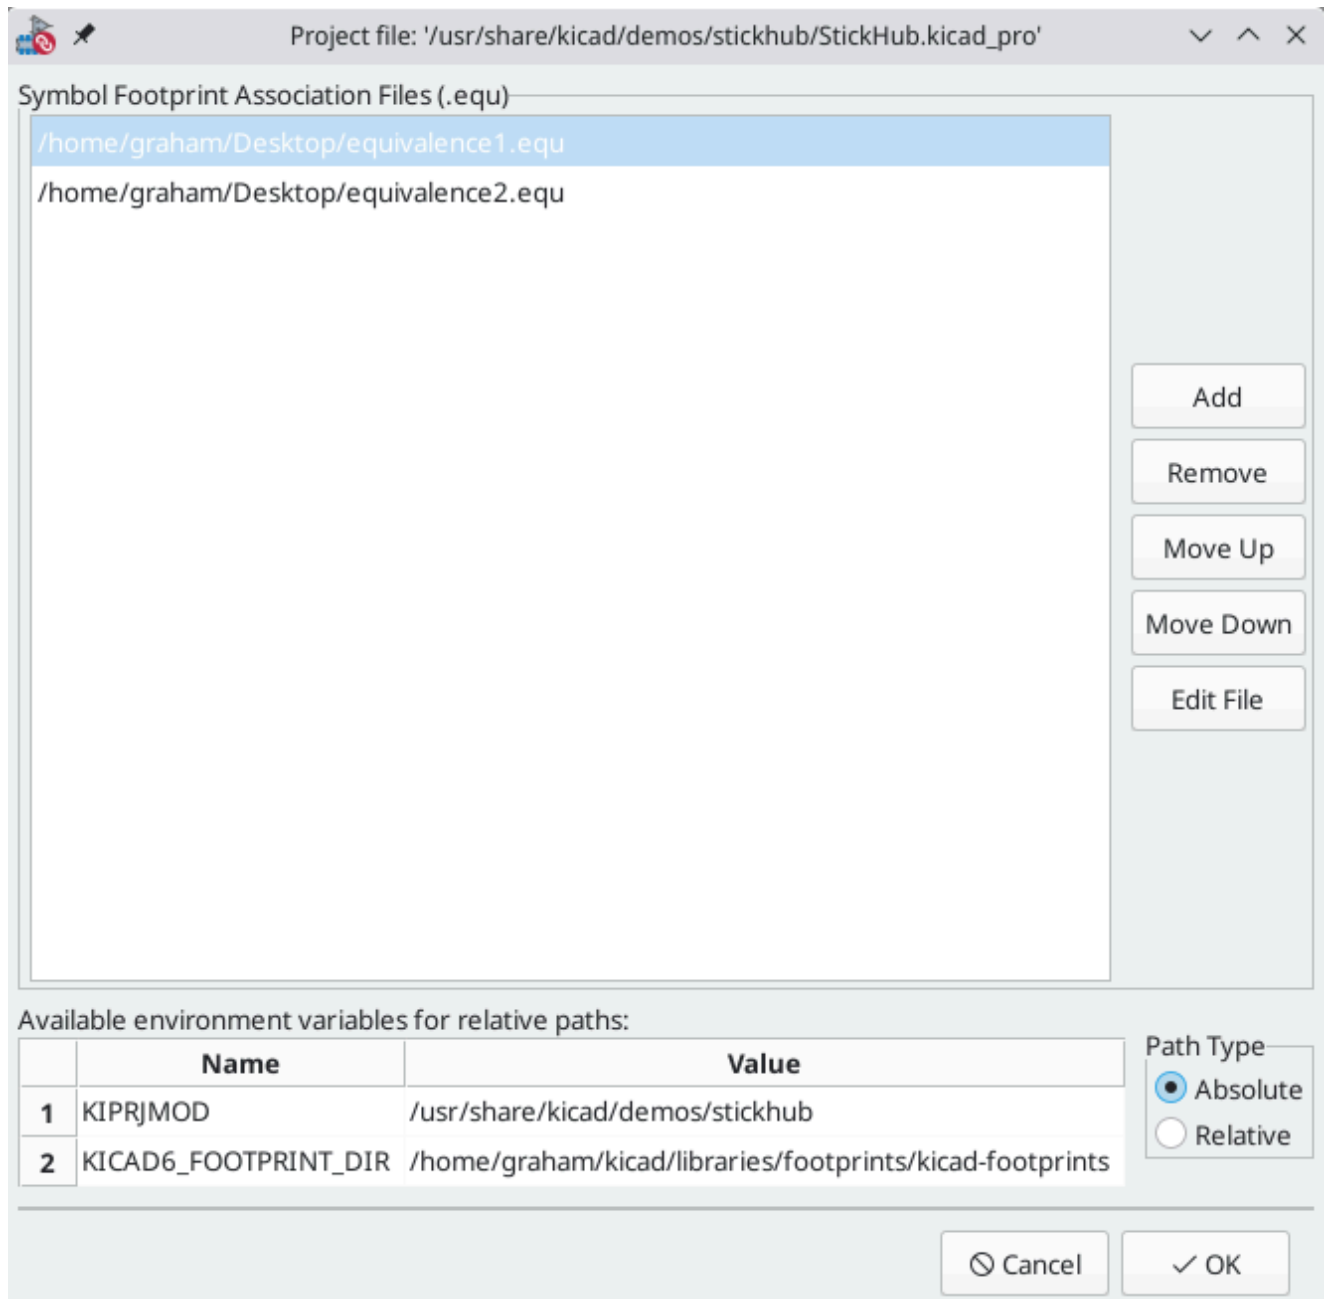 Project file: '/usr/share/kicad/demos/stickhub/StickHub.kicad_pro'
Symbol Footprint Association Files (.equ)
/home/graham/Desktop/equivalence1.equ
/home/graham/Desktop/equivalence2.equ
Add
Remove
Move Up
Move Down
Edit File
Available environment variables for relative paths:
Name Value
1 KIPRJMOD /usr/share/kicad/demos/stickhub
2 KICAD6_FOOTPRINT_DIR /home/graham/kicad/libraries/footprints/kicad-footprints
Path Type
Absolute
Relative
Cancel OK